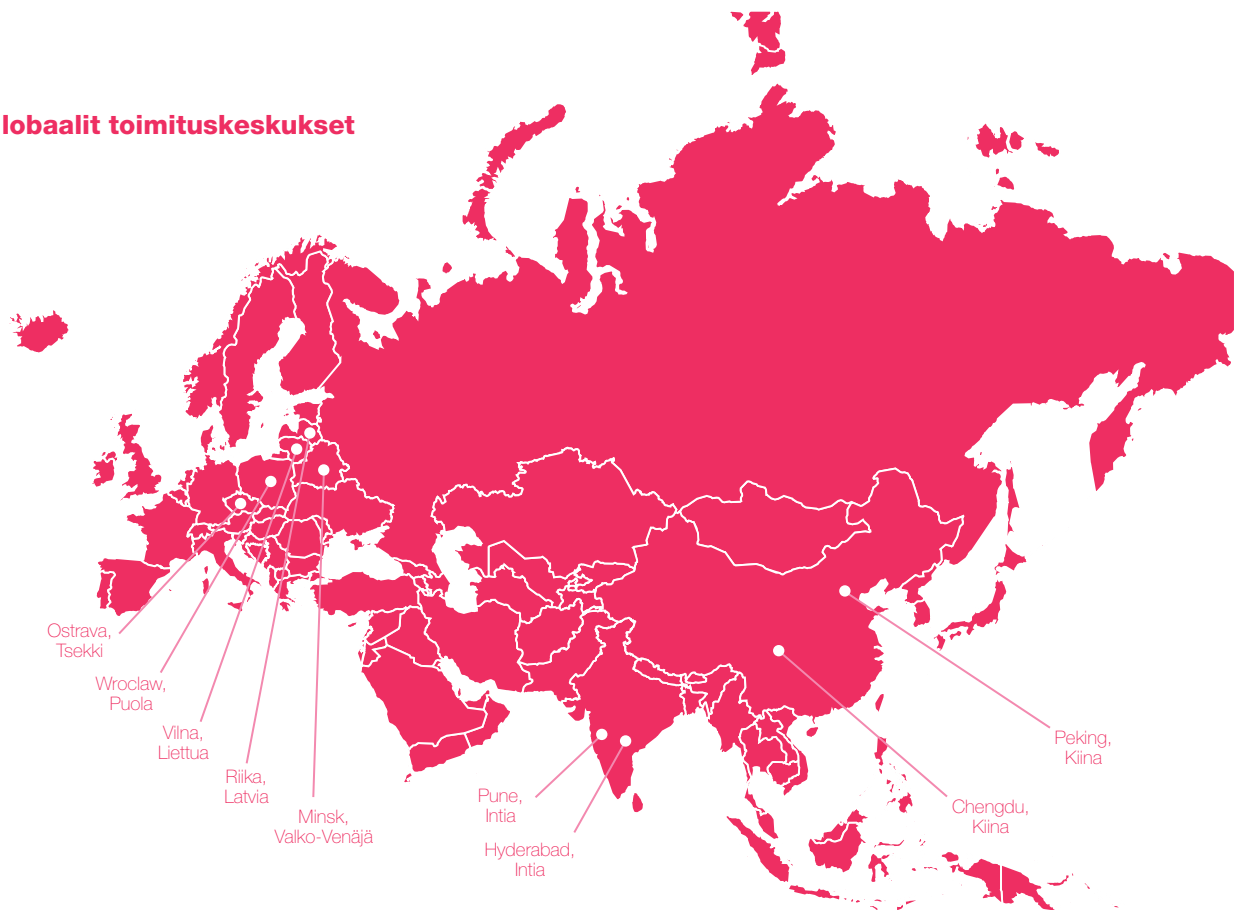 lobaalit toimituskeskukset
Ostrava,
Tsekki
Wroclaw,
Puola
Vilna,
Liettua
Riika,
Latvia
Minsk,
Valko-Venäjä
Pune,
Intia
Hyderabad,
Intia
Peking,
Kiina
Chengdu,
Kiina